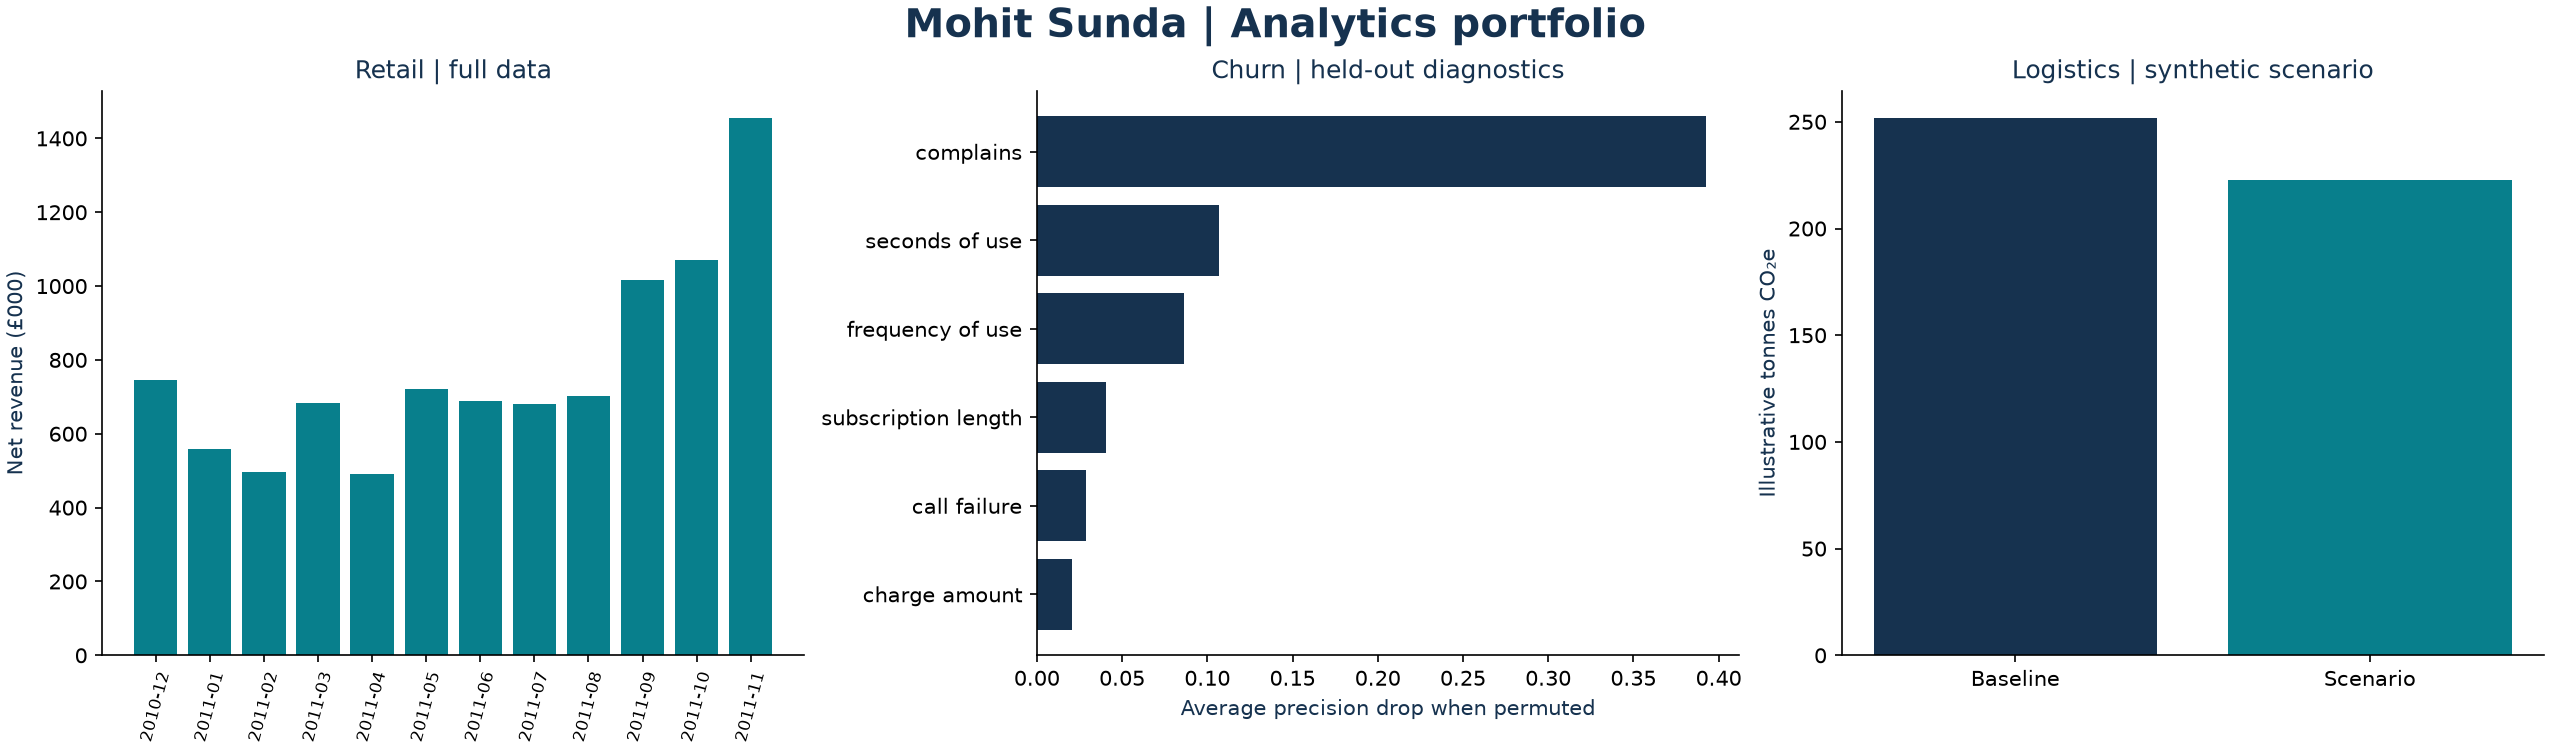 Mohit Sunda | Analytics portfolio
Retail | full data
Net revenue (£000)
1400
1200
1000
800
600
400
200
0
2010-12
2011-01
2011-02
2011-03
2011-04
2011-05
2011-06
2011-07
2011-08
2011-09
2011-10
2011-11
Churn | held-out diagnostics
complains
seconds of use
frequency of use
subscription length
call failure
charge amount
0.00 0.05 0.10 0.15 0.20 0.25 0.30 0.35 0.40
Average precision drop when permuted
Logistics | synthetic scenario
Illustrative tonnes CO₂e
250
200
150
100
50
0
Baseline Scenario